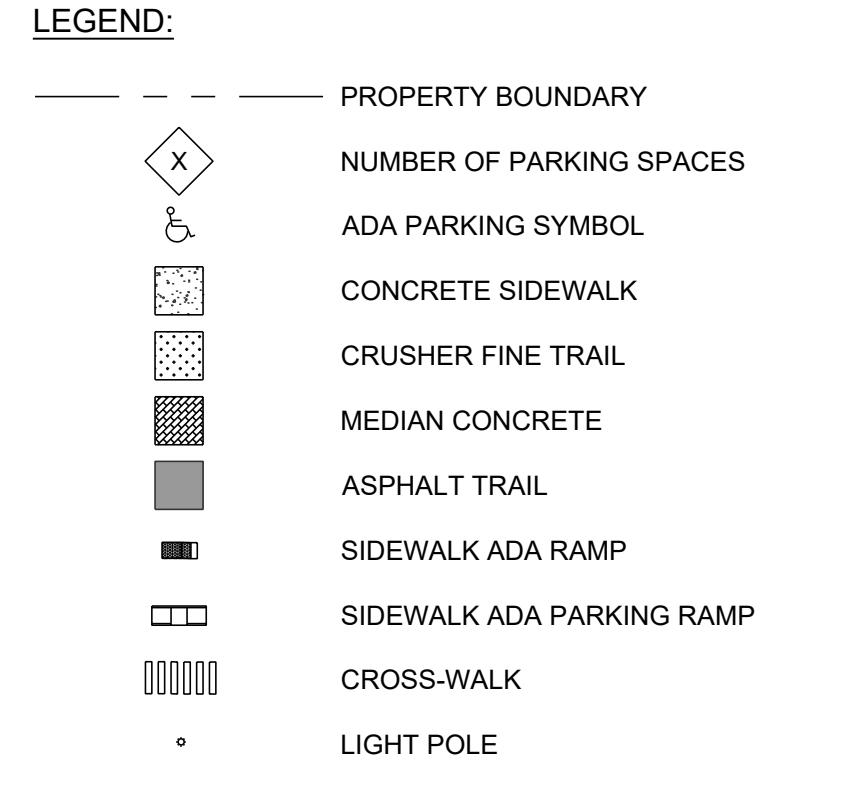 LEGEND:
PROPERTY BOUNDARY
X NUMBER OF PARKING SPACES
ADA PARKING SYMBOL
CONCRETE SIDEWALK
CRUSHER FINE TRAIL
MEDIAN CONCRETE
ASPHALT TRAIL
SIDEWALK ADA RAMP
SIDEWALK ADA PARKING RAMP
CROSS-WALK
LIGHT POLE